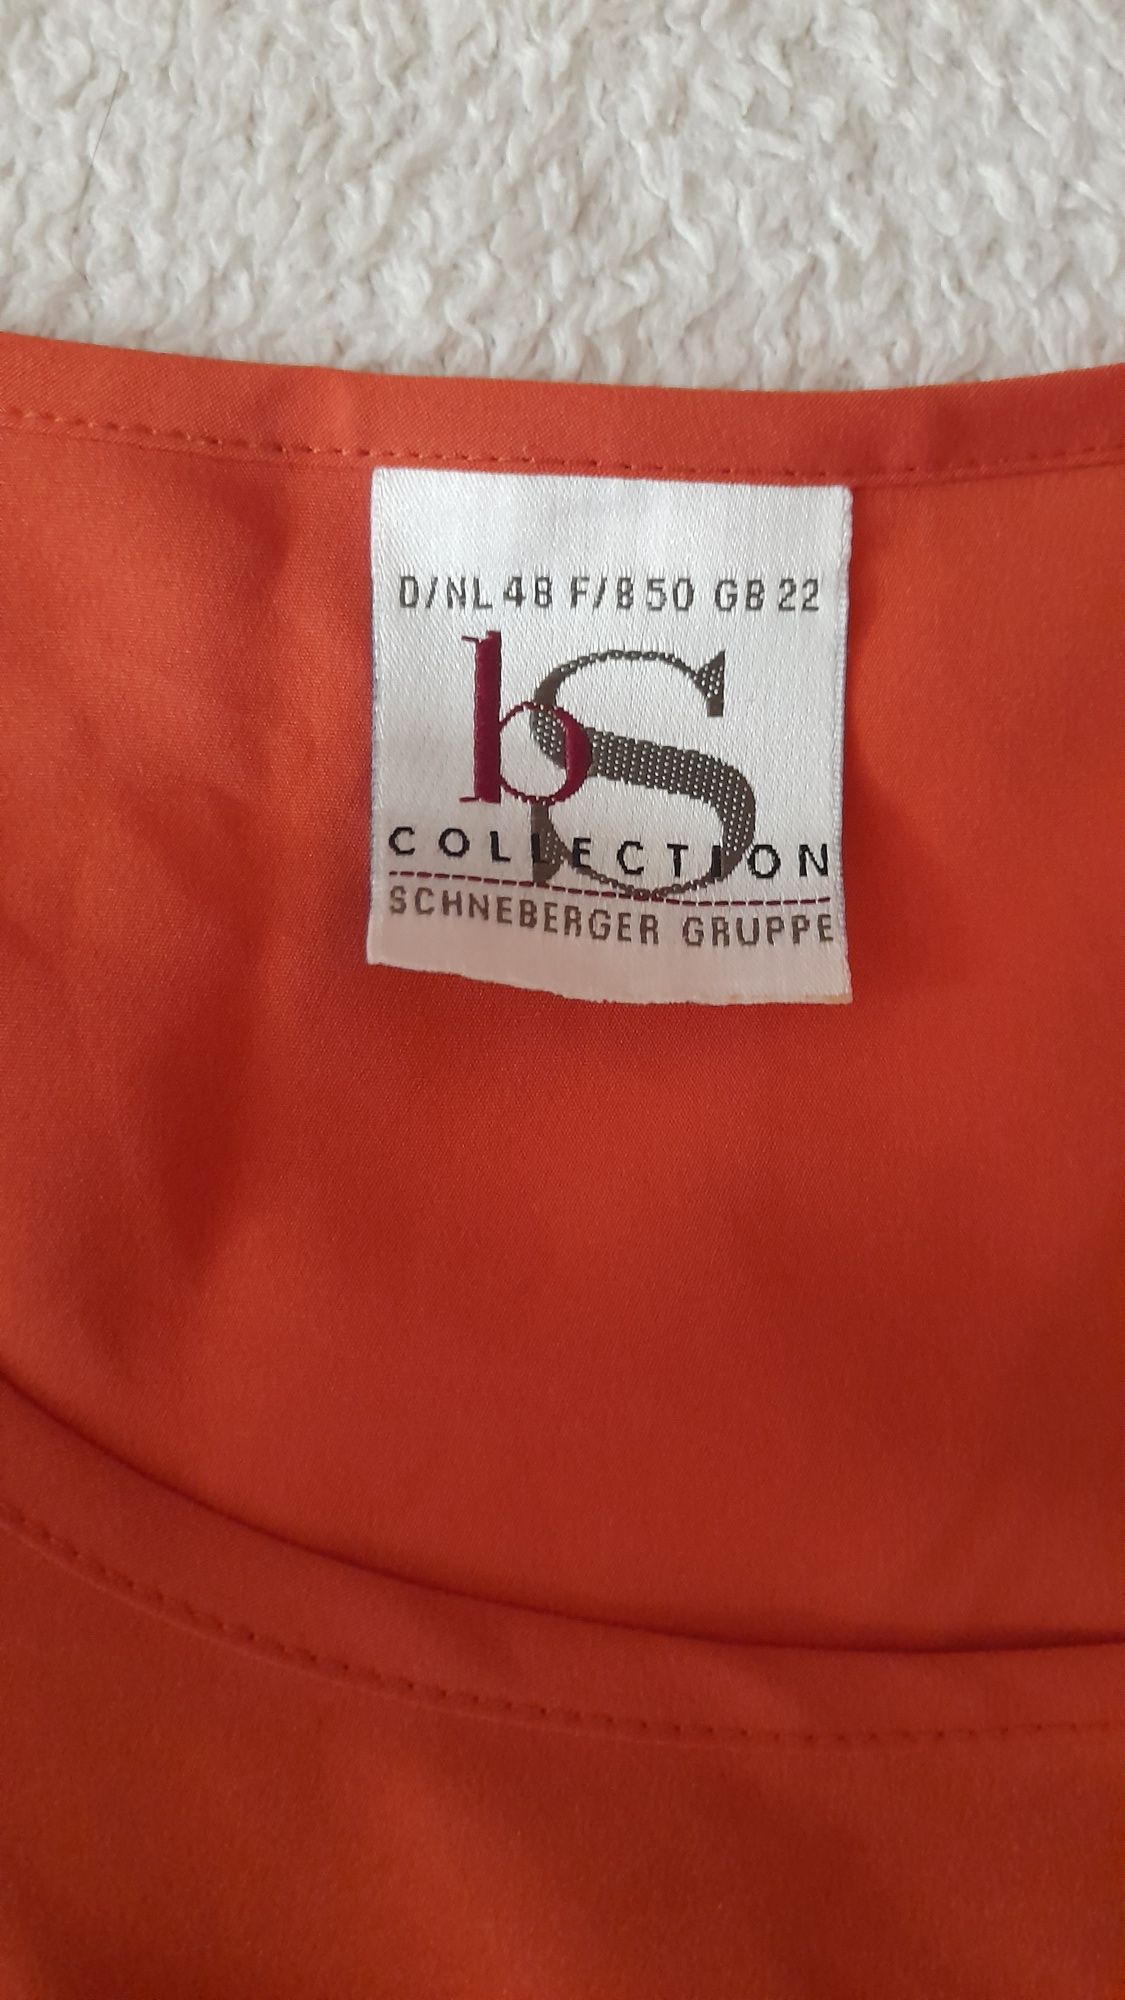 D/NL 48 F/B 50 GB 22
bS
COLLECTION
SCHNEBERGER GRUPPE